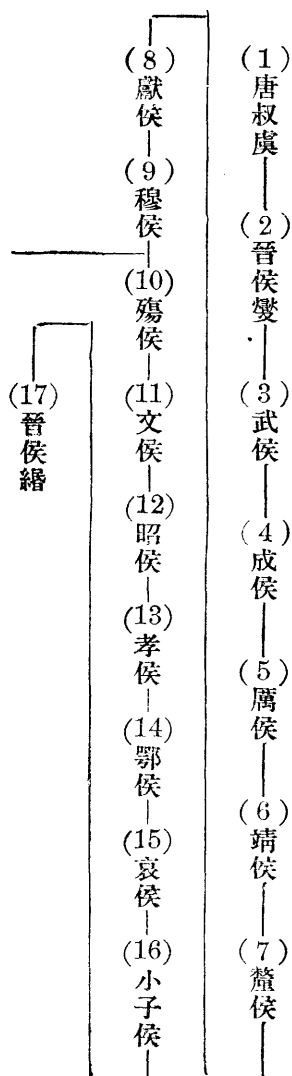 (1)唐叔虞
(2)晉侯燮
(3)武侯
(4)成侯
(5)厲侯
(6)靖侯
(7)釐侯
(8)獻侯
(9)穆侯
(10)殤侯
(11)文侯
(12)昭侯
(13)孝侯
(14)鄂侯
(15)哀侯
(16)小子侯
(17)晉侯緡